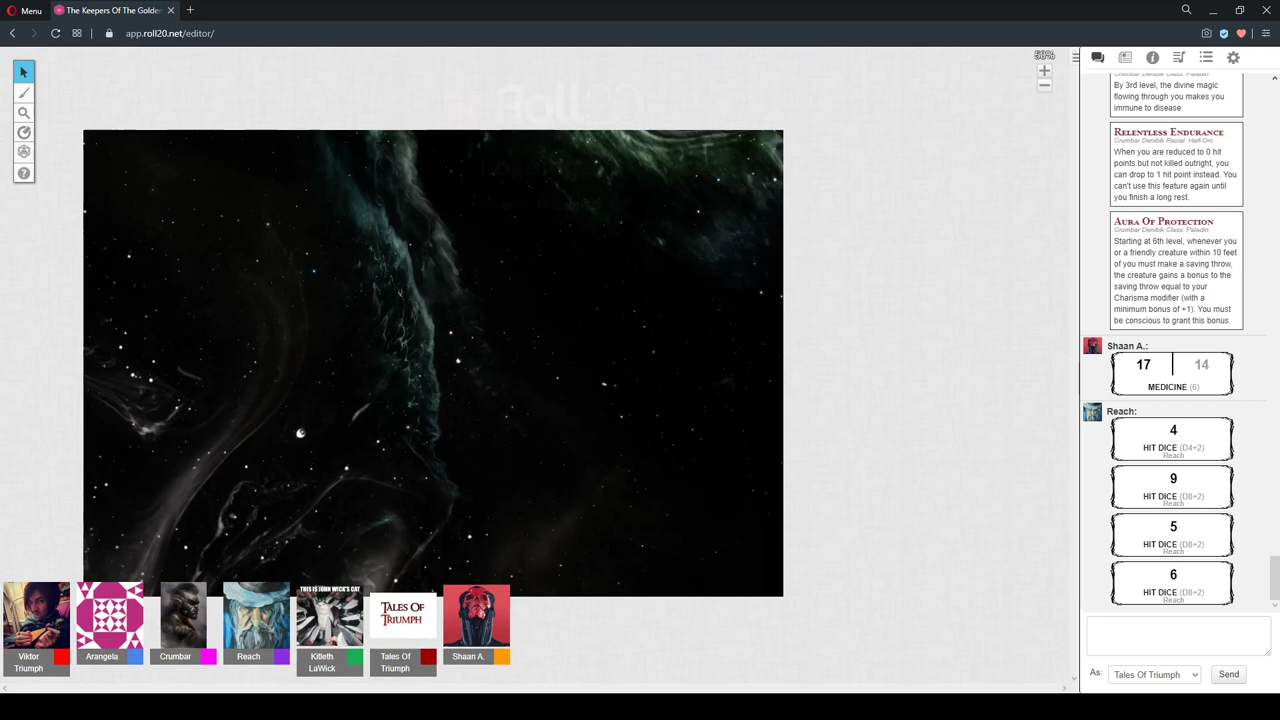 Menu
The Keepers Of The Golder
app.roll20.net/editor/
50%
Crumbar Denibik Class: Paladin
By 3rd level, the divine magic
flowing through you makes you
immune to disease.
Relentless Endurance
Crumbar Denibik Racial: Half-Orc
When you are reduced to 0 hit
points but not killed outright, you
can drop to 1 hit point instead. You
can't use this feature again until
you finish a long rest.
Aura Of Protection
Crumbar Denibik Class: Paladin
Starting at 6th level, whenever you
or a friendly creature within 10 feet
of you must make a saving throw,
the creature gains a bonus to the
saving throw equal to your
Charisma modifier (with a
minimum bonus of +1). You must
be conscious to grant this bonus.
Shaan A.:
17 14
MEDICINE (6)
Reach:
4
HIT DICE (D4+2)
Reach
9
HIT DICE (D8+2)
Reach
5
HIT DICE (D8+2)
Reach
6
HIT DICE (D8+2)
Reach
THIS IS JOHN WICK'S CAT
TALES OF
TRIUMPH
Viktor
Triumph
Arangela
Crumbar
Reach
Kitleth
LaWick
Tales Of
Triumph
Shaan A.
As:
Tales Of Triumph
Send